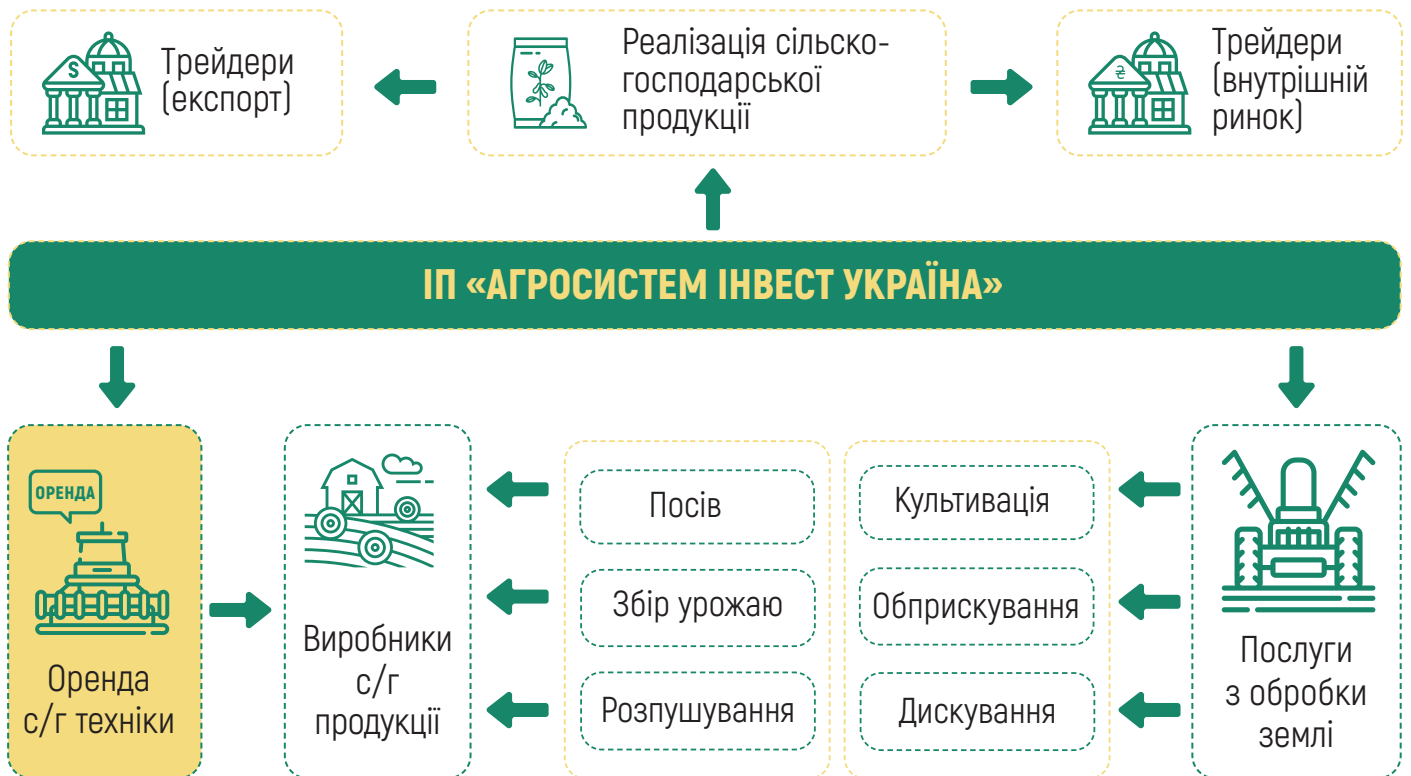 Трейдери
(експорт)
Реалізація сільско-
господарської
продукції
Трейдери
(внутрішній
ринок)
$
₴
ІП «АГРОСИСТЕМ ІНВЕСТ УКРАЇНА»
ОРЕНДА
Оренда
с/г техніки
Виробники
с/г
продукції
Посів
Збір урожаю
Розпушування
Культивація
Обприскування
Дискування
Послуги
з обробки
землі